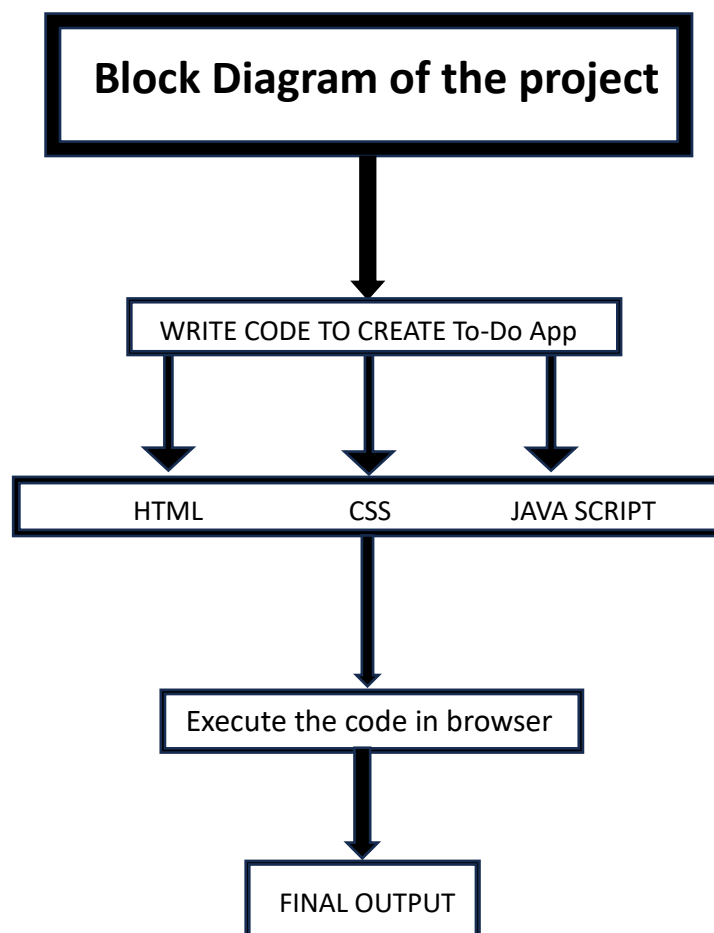 Block Diagram of the project
WRITE CODE TO CREATE To-Do App
HTML CSS JAVA SCRIPT
Execute the code in browser
FINAL OUTPUT